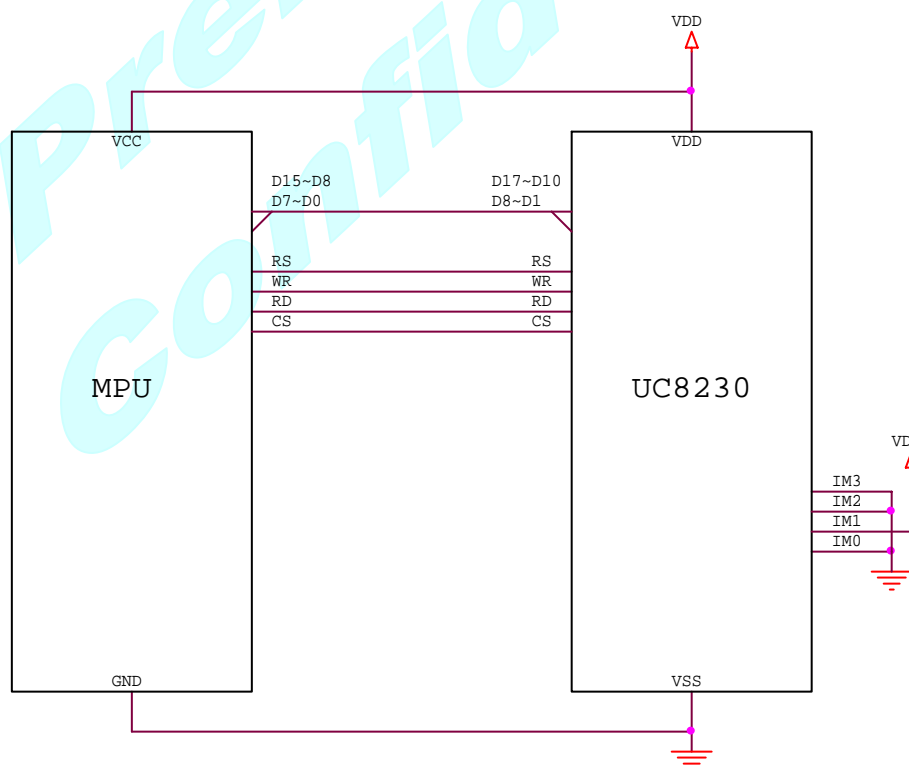 VDD
VCC
VDD
D15~D8
D17~D10
D7~D0
D8~D1
RS
RS
WR
WR
RD
RD
CS
CS
MPU
UC8230
IM3
IM2
IM1
IM0
GND
VSS